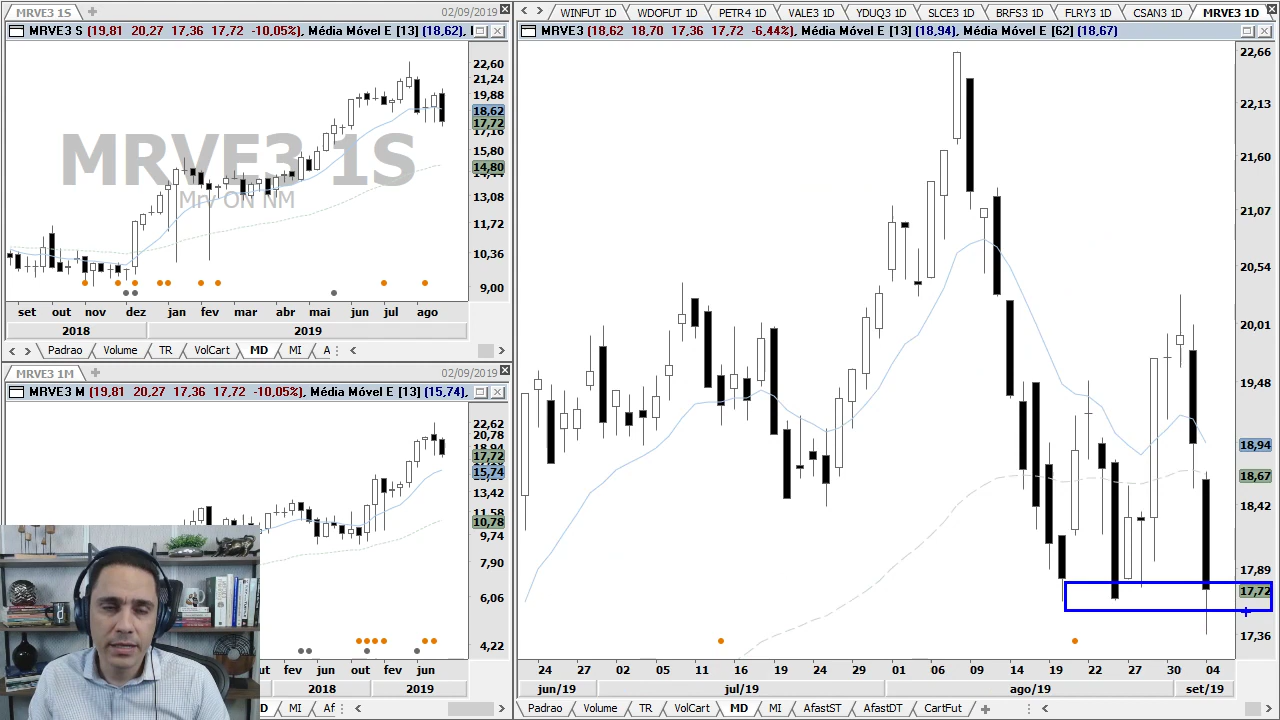 MRVE3 1S
02/09/2019
MRVE3 S (19,81 20,27 17,36 17,72 -10,05%), Média Móvel E [13] (18,62), I
22,60
21,24
19,88
18,62
17,72
17,16
15,80
14,80
13,08
11,72
10,36
9,00
MRVE3 1S
Mrv ON NM
set out nov dez jan fev mar abr mai jun jul ago
2018 2019
Padrao Volume TR VolCart MD MI A
MRVE3 1M
02/09/2019
MRVE3 M (19,81 20,27 17,36 17,72 -10,05%), Média Móvel E [13] (15,74),
22,62
20,78
18,94
17,72
15,74
13,42
11,58
10,78
9,74
7,90
6,06
4,22
ut fev jun out fev jun
2018 2019
D MI Af
WINFUT 1D WDOFUT 1D PETR4 1D VALE3 1D YDUQ3 1D SLCE3 1D BRFS3 1D FLRY3 1D CSAN3 1D MRVE3 1D
MRVE3 (18,62 18,70 17,36 17,72 -6,44%), Média Móvel E [13] (18,94), Média Móvel E [62] (18,67)
22,66
22,13
21,60
21,07
20,54
20,01
19,48
18,94
18,67
18,42
17,89
17,72
17,36
24 27 02 05 11 16 19 24 29 01 06 09 14 19 22 27 30 04
jun/19 jul/19 ago/19 set/19
Padrao Volume TR VolCart MD MI AfastST AfastDT CartFut